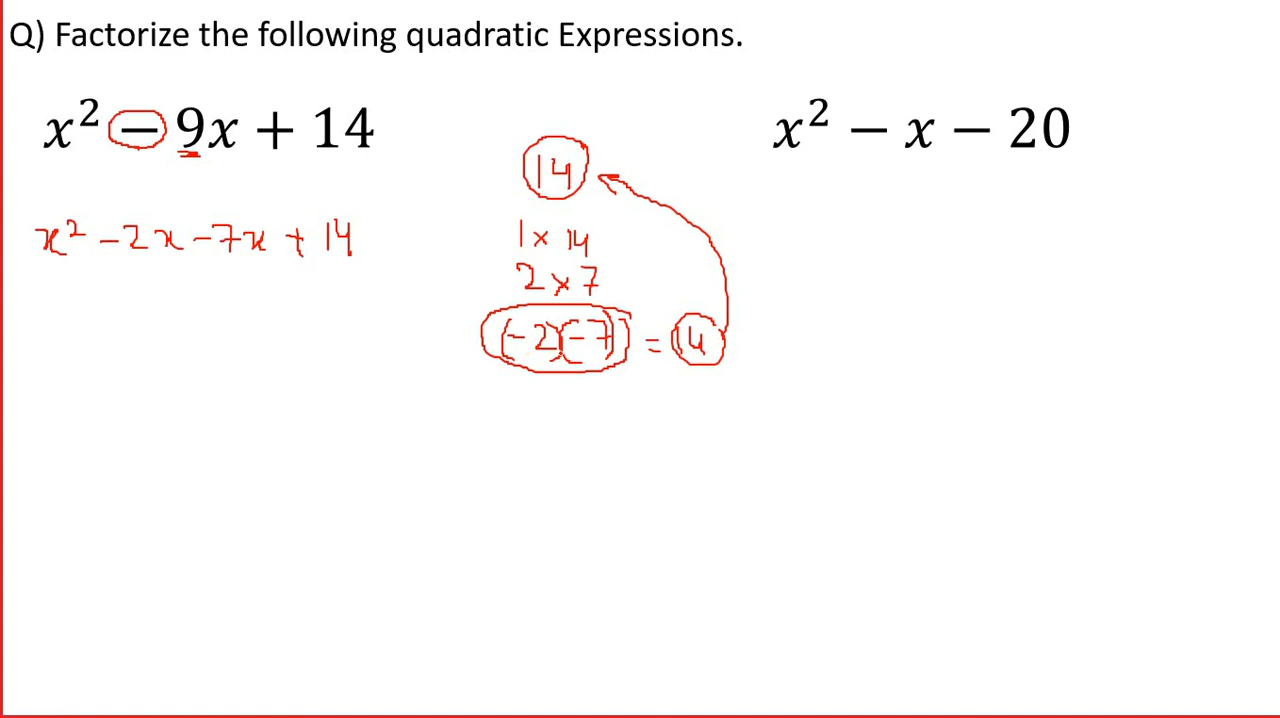 Q) Factorize the following quadratic Expressions.
x² − 9x + 14
x² − x − 20
14
x² - 2x - 7x + 14
1 x 14
2 x 7
(-2)(-7) = 14